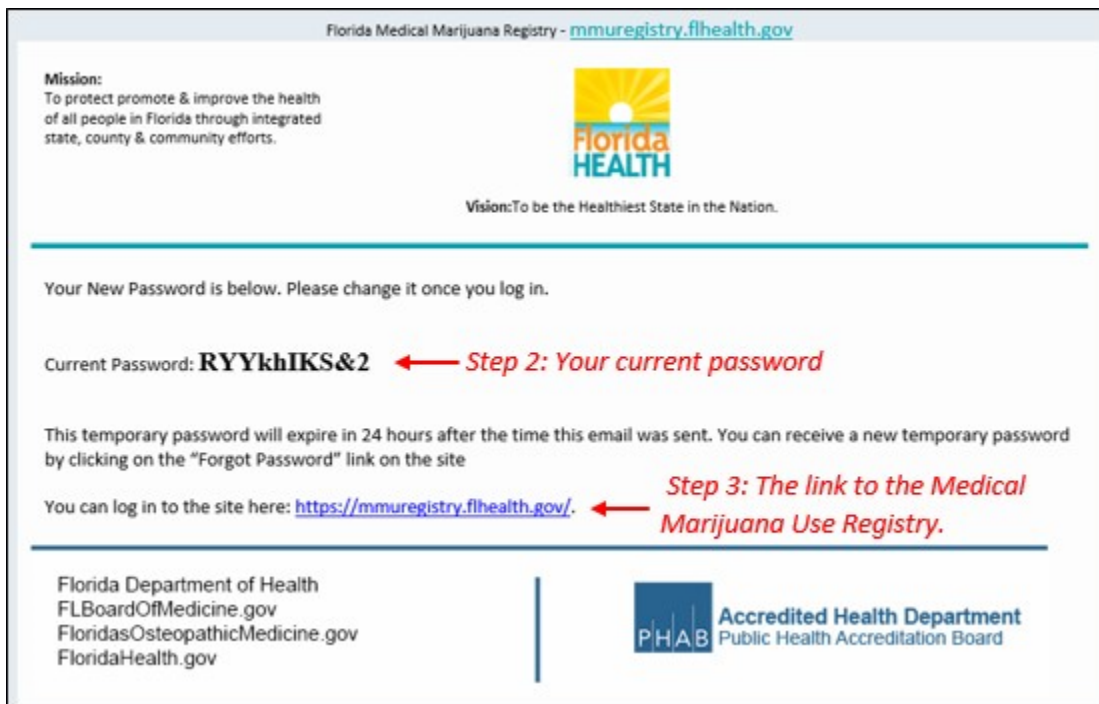 Florida Medical Marijuana Registry - mmuregistry.flhealth.gov
Mission:
To protect promote & improve the health
of all people in Florida through integrated
state, county & community efforts.
Florida
HEALTH
Vision:To be the Healthiest State in the Nation.
Your New Password is below. Please change it once you log in.
Current Password: RYYkhIKS&2
Step 2: Your current password
This temporary password will expire in 24 hours after the time this email was sent. You can receive a new temporary password
by clicking on the “Forgot Password” link on the site
You can log in to the site here: https://mmuregistry.flhealth.gov/.
Step 3: The link to the Medical
Marijuana Use Registry.
Florida Department of Health
FLBoardOfMedicine.gov
FloridasOsteopathicMedicine.gov
FloridaHealth.gov
PHAB
Accredited Health Department
Public Health Accreditation Board